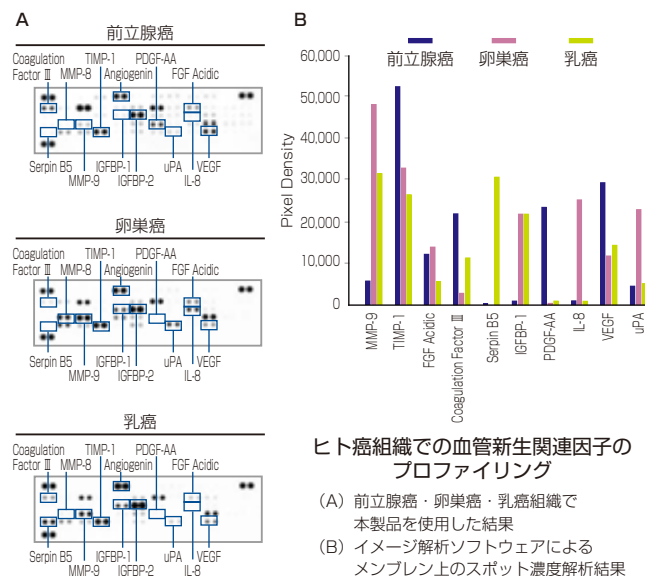 A
前立腺癌
Coagulation
Factor Ⅲ
MMP-8
TIMP-1
Angiogenin
PDGF-AA
FGF Acidic
Serpin B5
MMP-9
IGFBP-1
IGFBP-2
uPA
IL-8
VEGF
卵巣癌
Coagulation
Factor Ⅲ
MMP-8
TIMP-1
Angiogenin
PDGF-AA
FGF Acidic
Serpin B5
MMP-9
IGFBP-1
IGFBP-2
uPA
IL-8
VEGF
乳癌
Coagulation
Factor Ⅲ
MMP-8
TIMP-1
Angiogenin
PDGF-AA
FGF Acidic
Serpin B5
MMP-9
IGFBP-1
IGFBP-2
uPA
IL-8
VEGF
B
前立腺癌 卵巣癌 乳癌
Pixel Density
60,000
50,000
40,000
30,000
20,000
10,000
0
MMP-9
TIMP-1
FGF Acidic
Coagulation Factor Ⅲ
Serpin B5
IGFBP-1
PDGF-AA
IL-8
VEGF
uPA
ヒト癌組織での血管新生関連因子の
プロファイリング
(A) 前立腺癌・卵巣癌・乳癌組織で
本製品を使用した結果
(B) イメージ解析ソフトウェアによる
メンブレン上のスポット濃度解析結果